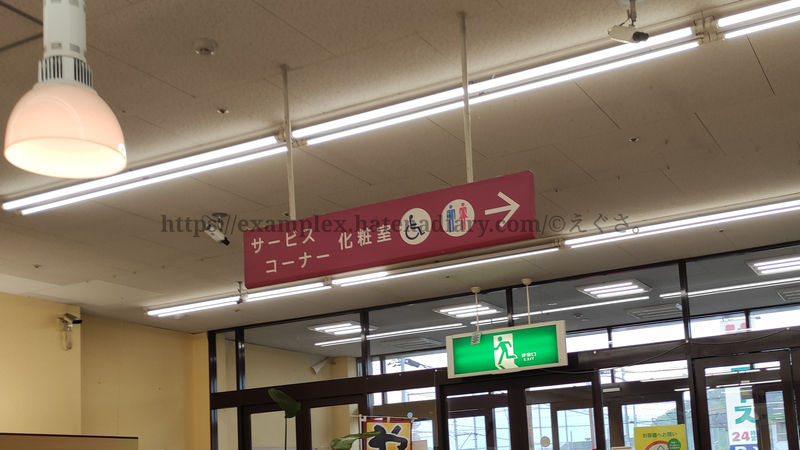 https://examplex.hatenadiary.com/©えぐさ。
サービス
コーナー
化粧室
非常口
EXIT
や
24